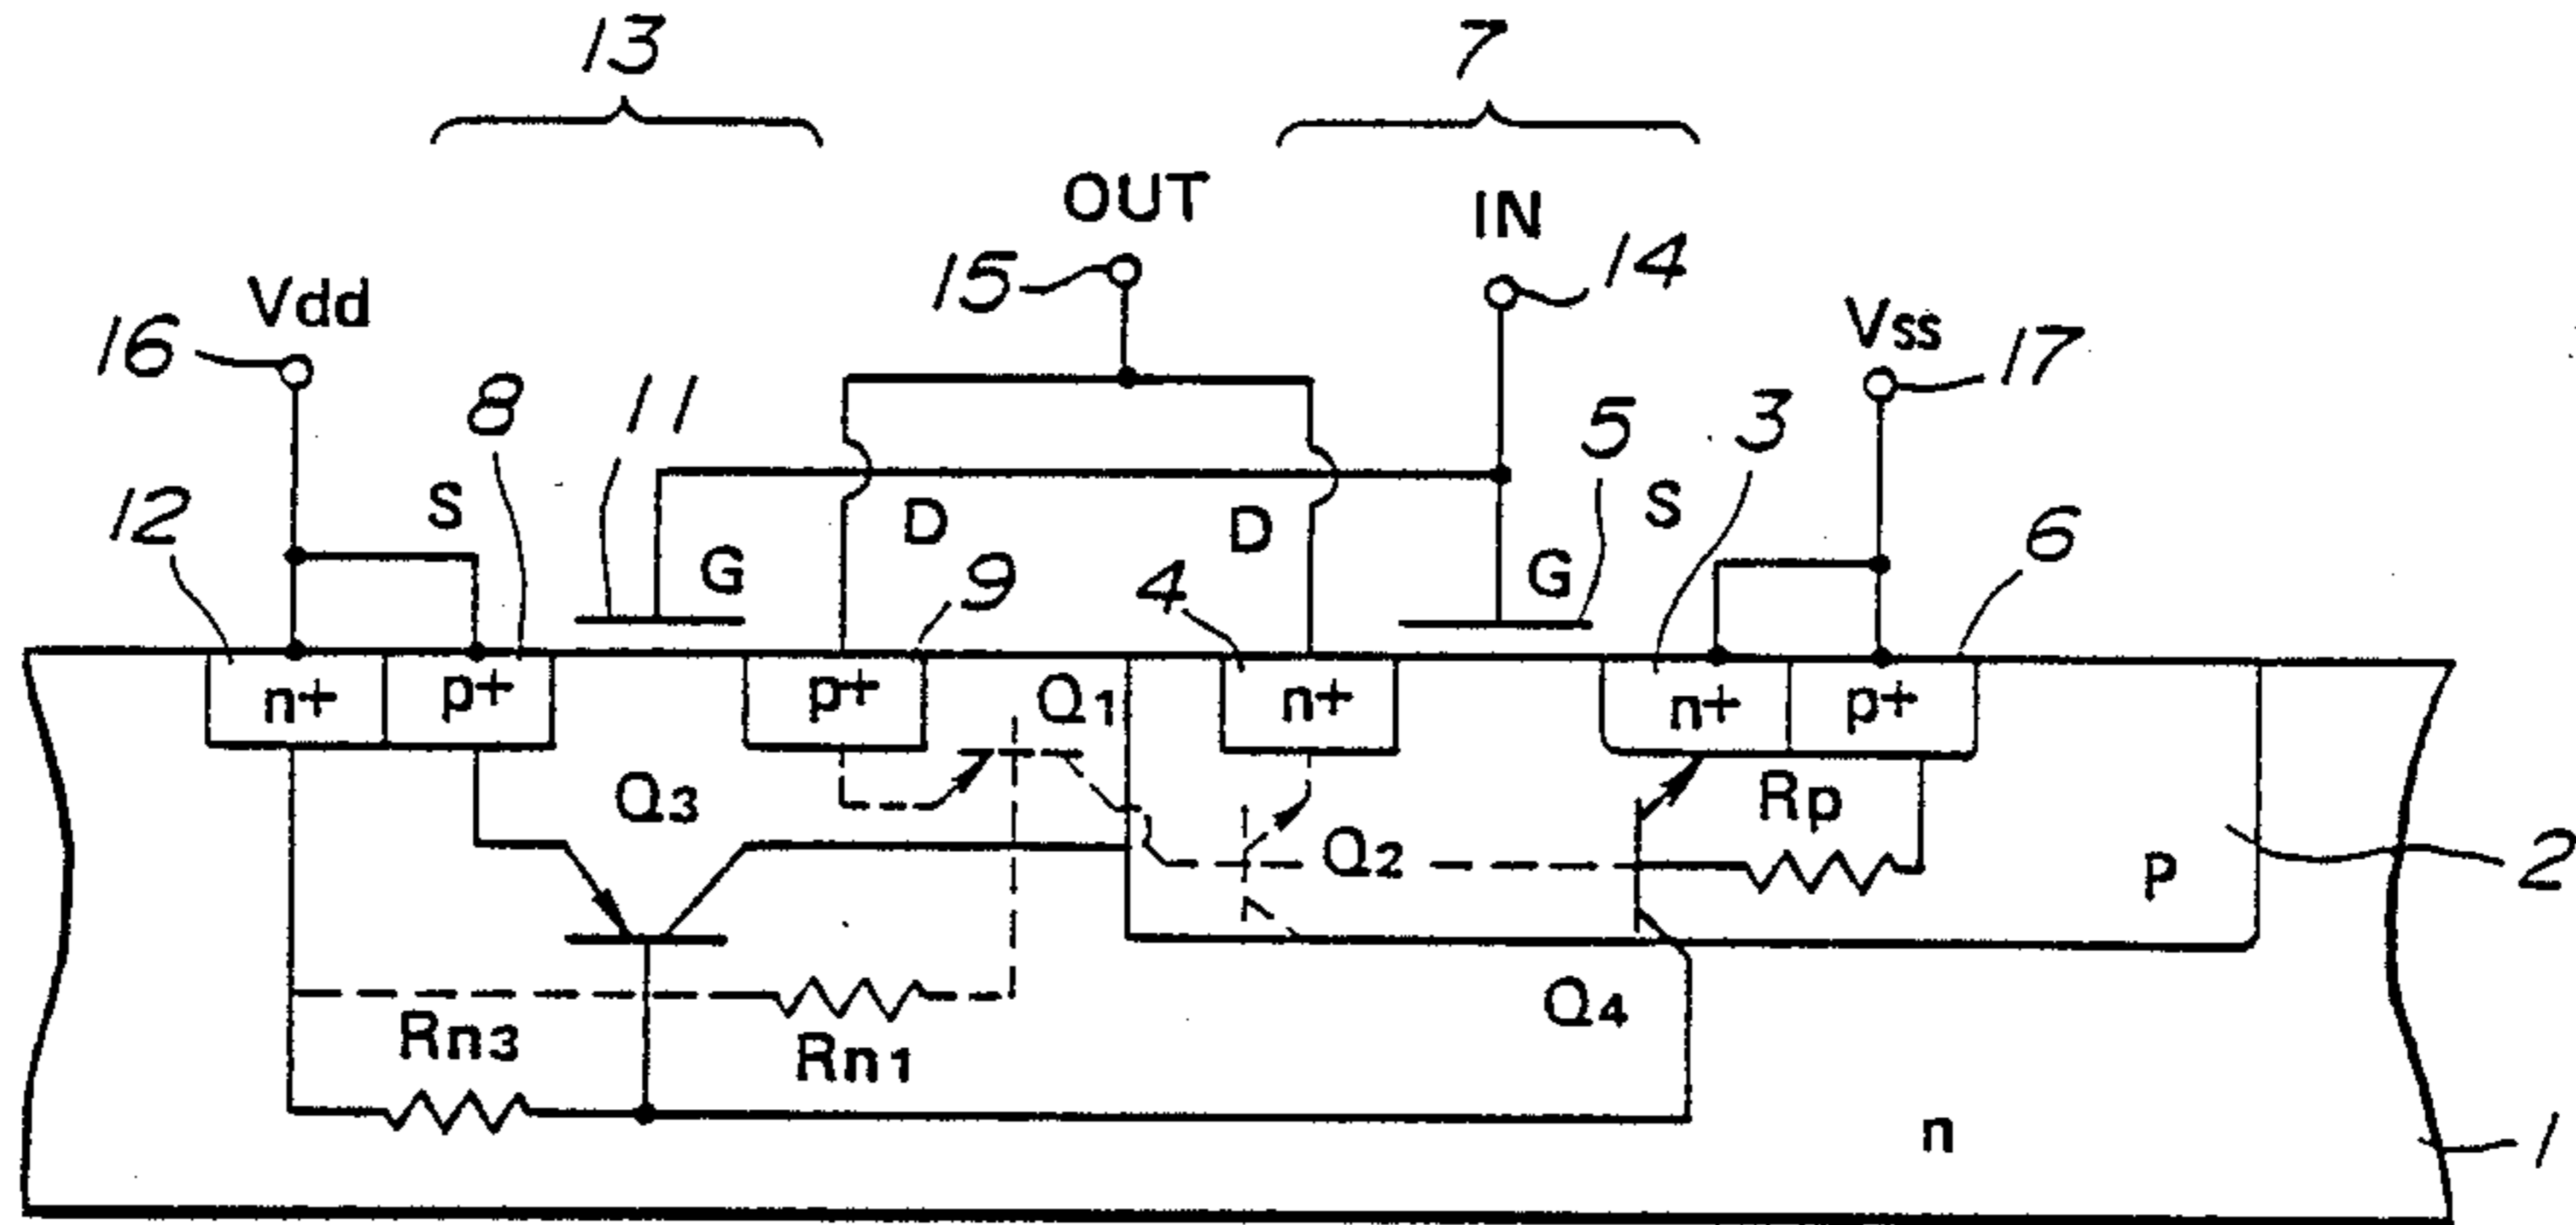 13 7
OUT IN
15 14
Vdd Vss
16 17
8 11 5 3
12 S D D S 6
G 9 4 G
n+ p+ p+ Q1 n+ n+ p+
Q3 Rp
Q2 p 2
Q4
Rn3 Rn1
n 1